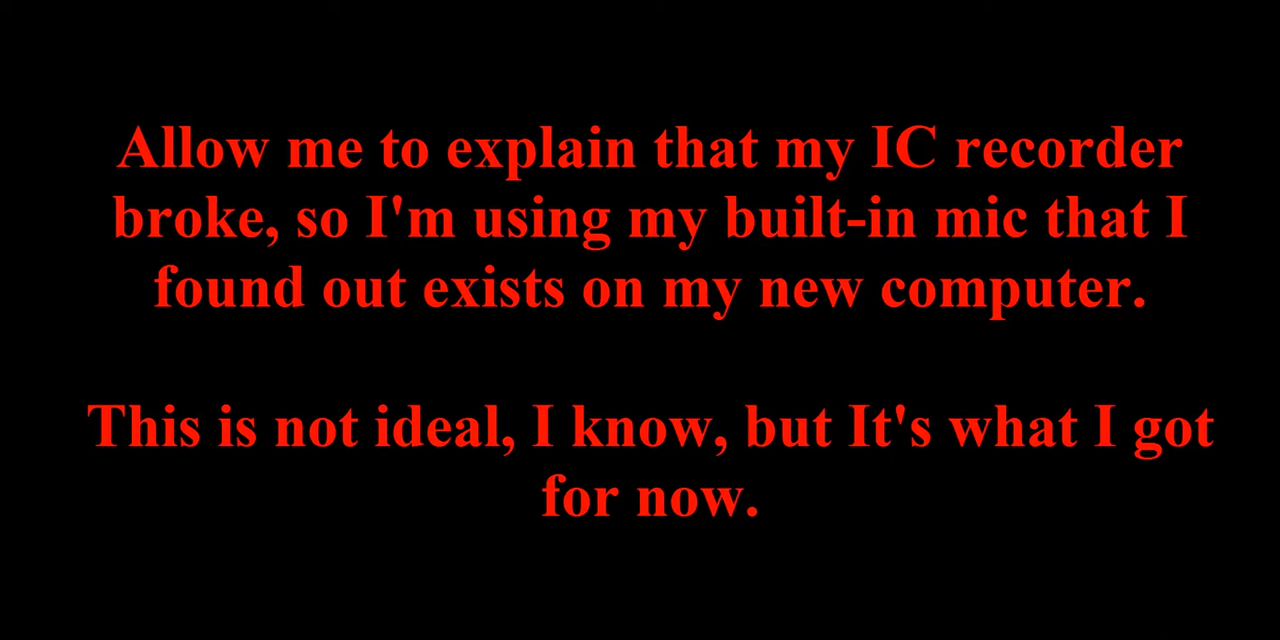 Allow me to explain that my IC recorder
broke, so I'm using my built-in mic that I
found out exists on my new computer.
This is not ideal, I know, but It's what I got
for now.